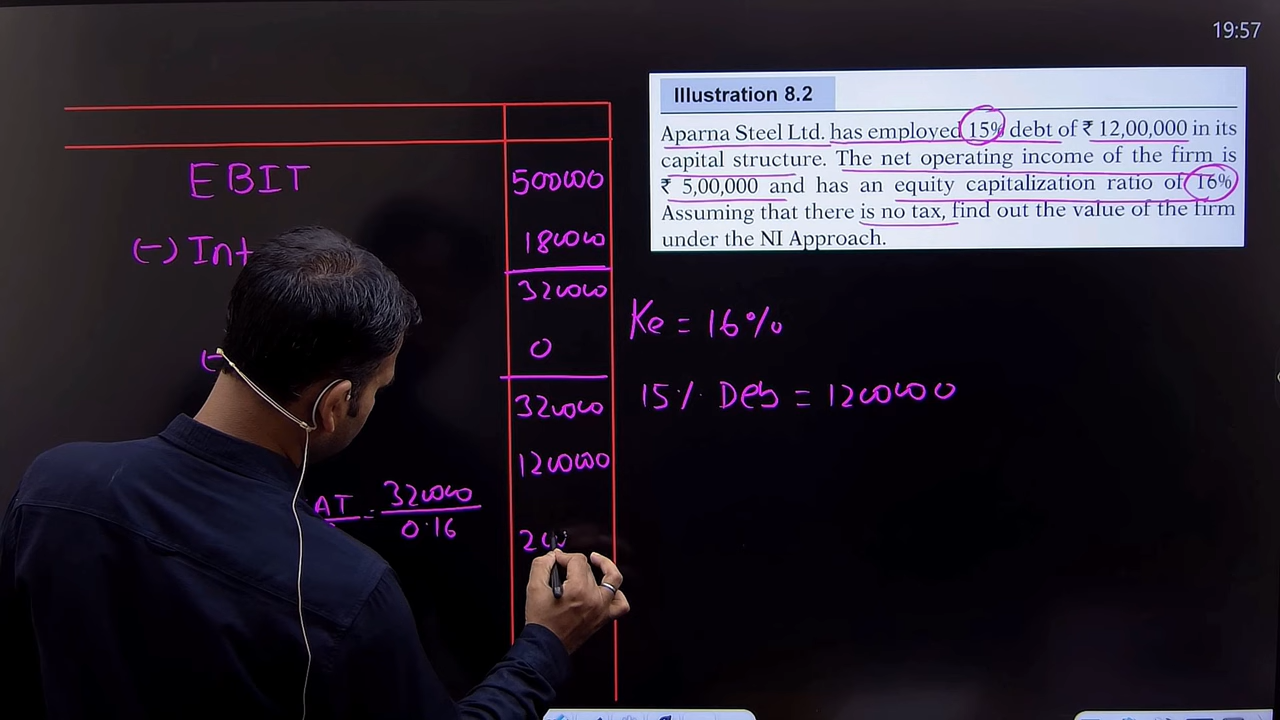 19:57
Illustration 8.2
Aparna Steel Ltd. has employed 15% debt of ₹ 12,00,000 in its
capital structure. The net operating income of the firm is
₹ 5,00,000 and has an equity capitalization ratio of 16%
Assuming that there is no tax, find out the value of the firm
under the NI Approach.
EBIT 500000
(-) Int 180000
320000
0
320000
1200000
AT = 320000
0.16
200
Ke = 16%
15% Deb = 1200000